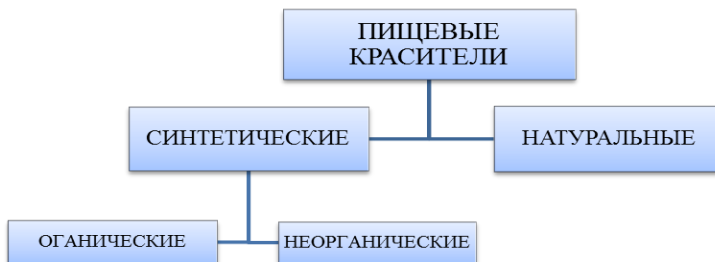 ПИЩЕВЫЕ
КРАСИТЕЛИ
СИНТЕТИЧЕСКИЕ
НАТУРАЛЬНЫЕ
ОГАНИЧЕСКИЕ
НЕОРГАНИЧЕСКИЕ